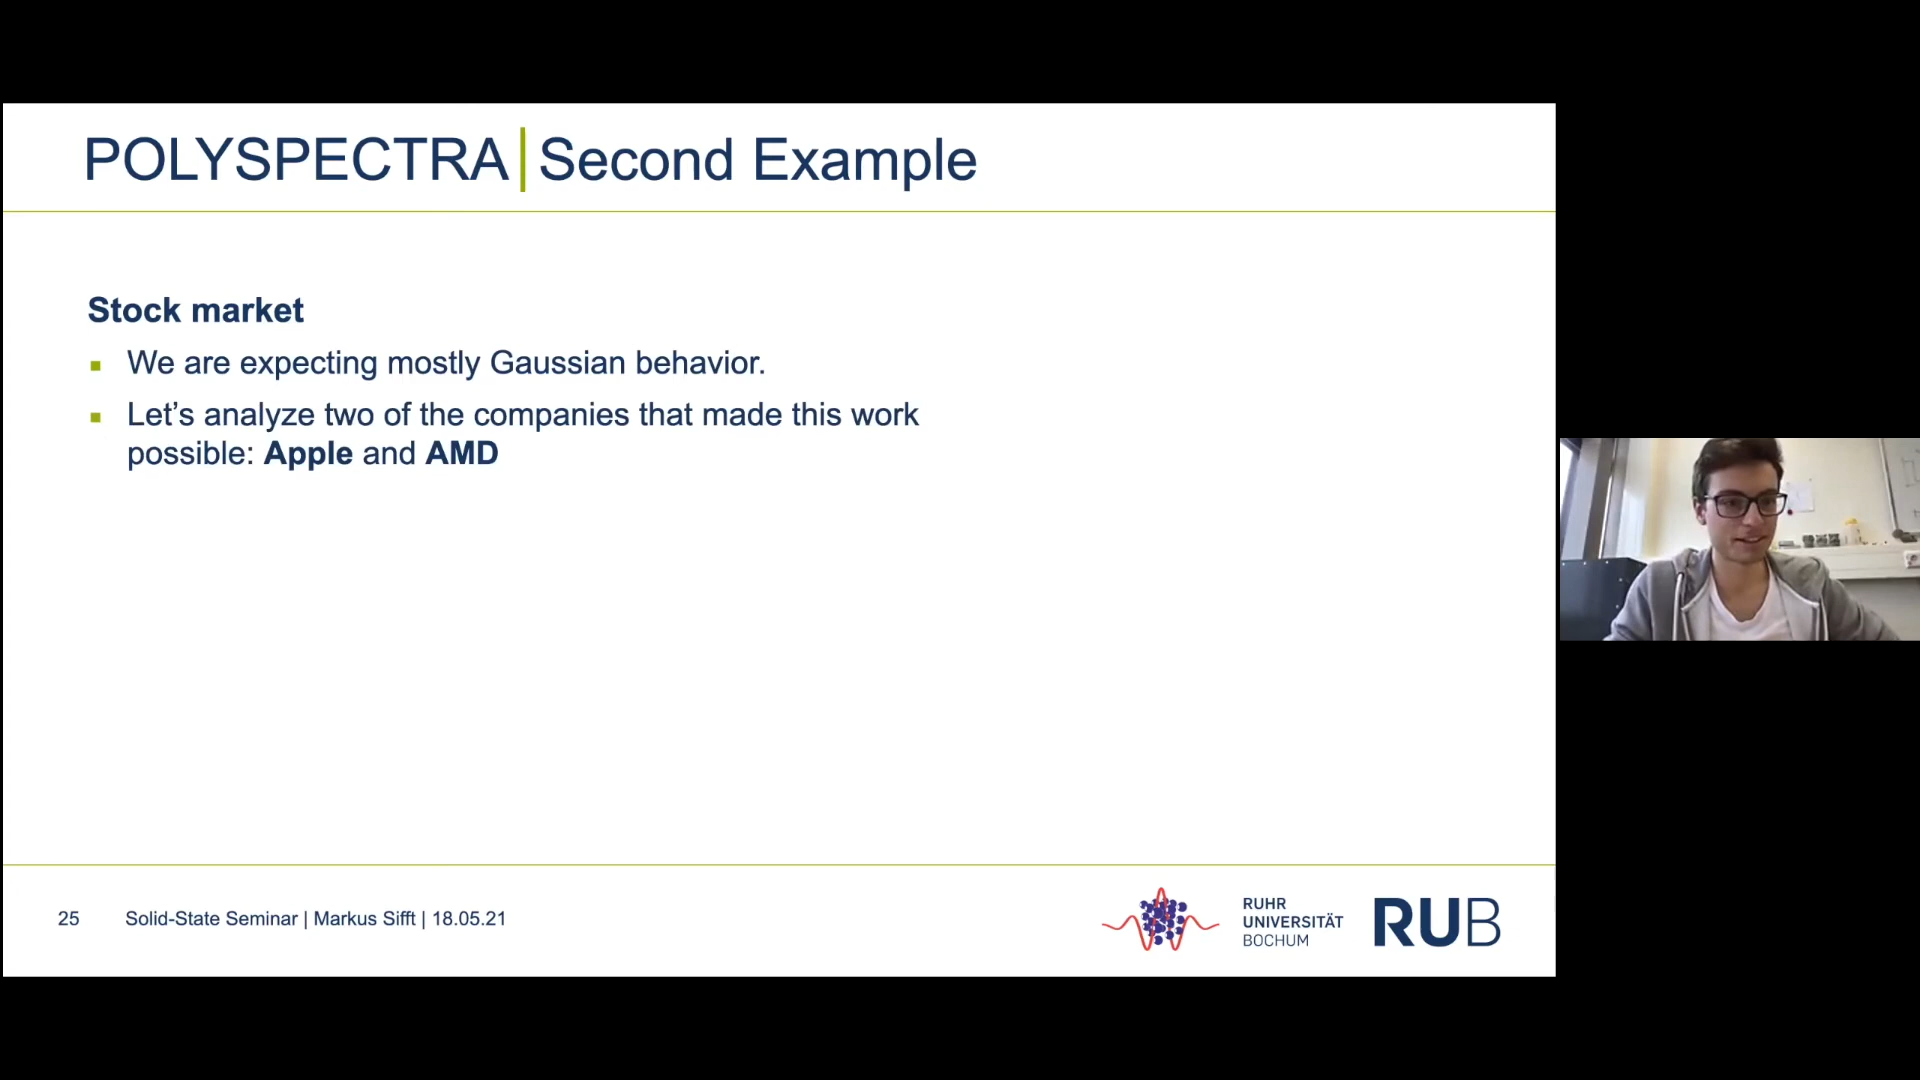 POLYSPECTRA|Second Example
Stock market
We are expecting mostly Gaussian behavior.
Let’s analyze two of the companies that made this work
possible: Apple and AMD
25 Solid-State Seminar | Markus Sifft | 18.05.21
RUHR
UNIVERSITÄT
BOCHUM
RUB